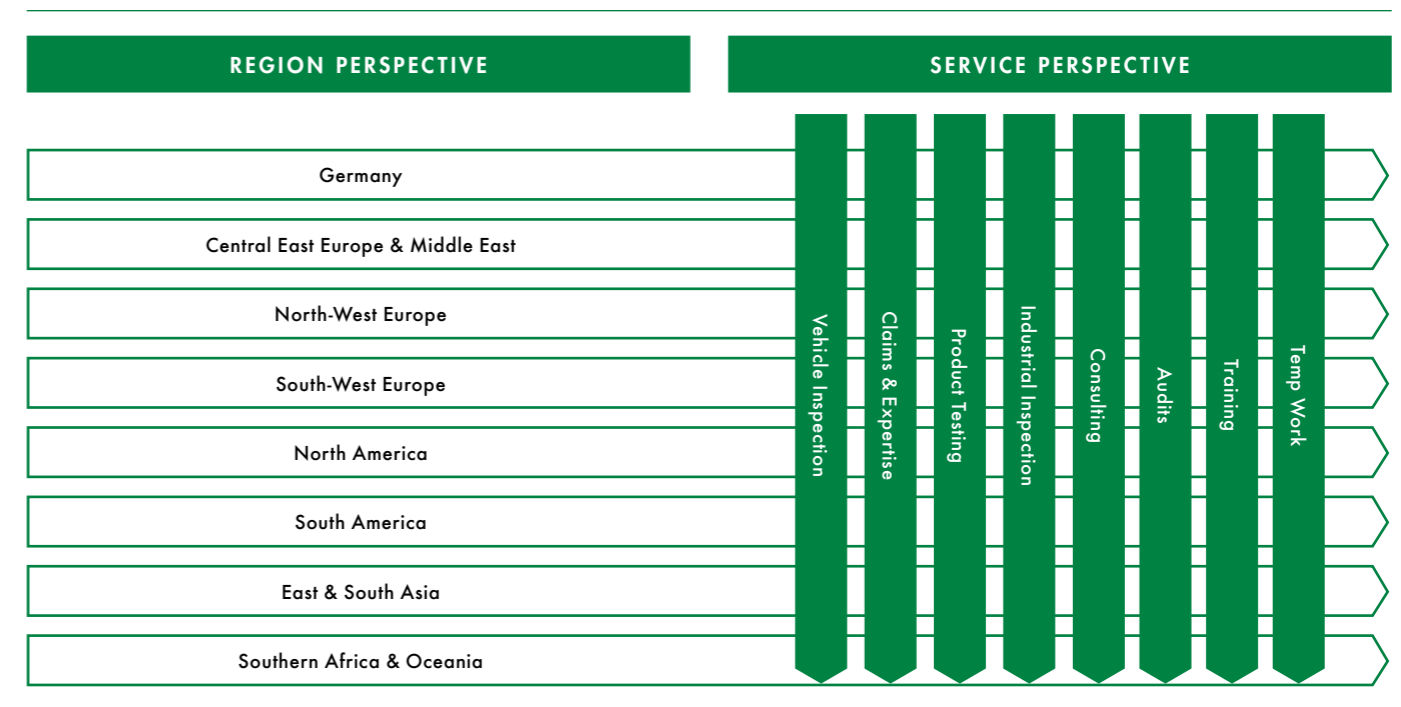 REGION PERSPECTIVE
SERVICE PERSPECTIVE
Germany
Central East Europe & Middle East
North-West Europe
South-West Europe
North America
South America
East & South Asia
Southern Africa & Oceania
Vehicle Inspection
Claims & Expertise
Product Testing
Industrial Inspection
Consulting
Audits
Training
Temp Work